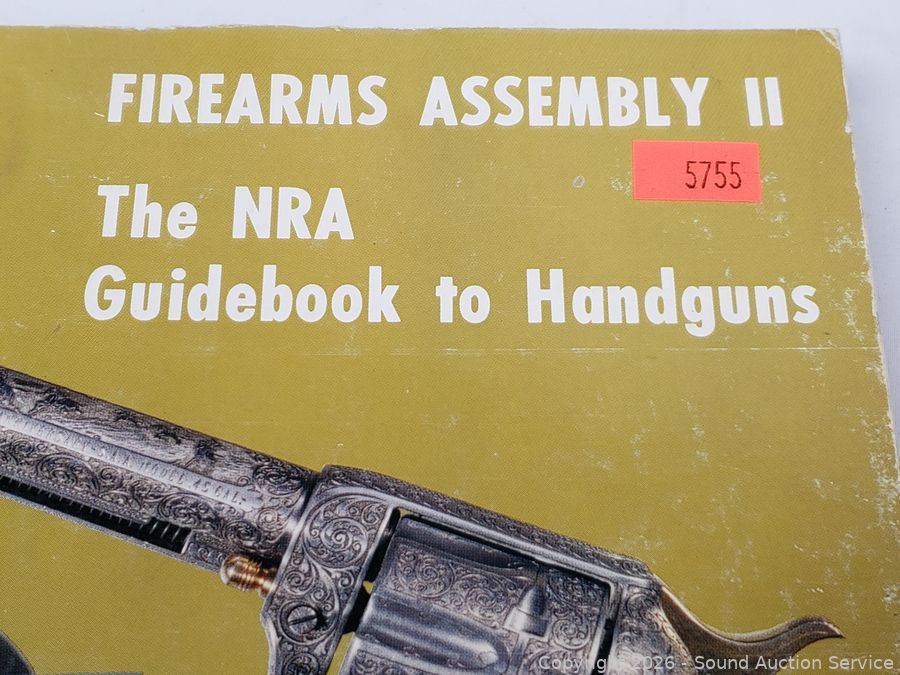 FIREARMS ASSEMBLY II
5755
The NRA
Guidebook to Handguns
Copyright 2026 - Sound Auction Service